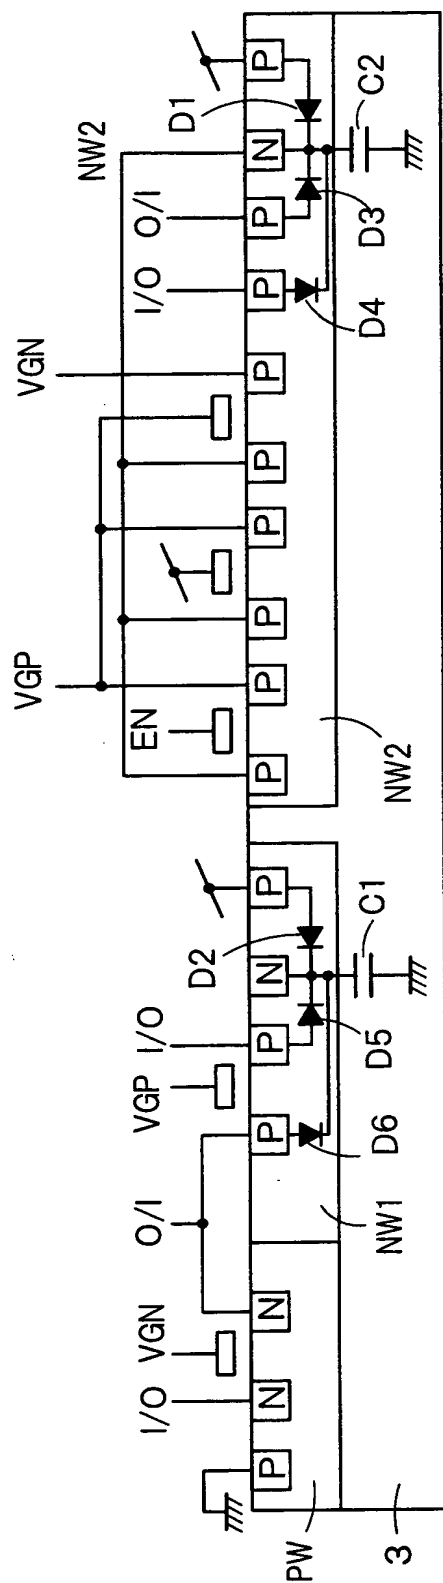 VGP VGN
NW2
I/O VGN O/I VGP I/O EN I/O O/I
D2 D1
P N N P P N P P P P P P P P P N P
PW NW1 D6 D5 C1 NW2 D4 D3 C2
3